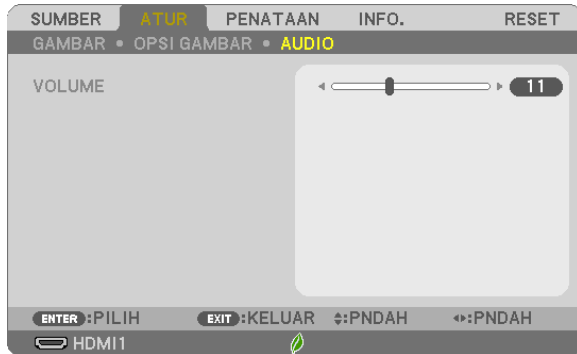 SUMBER ATUR PENATAAN INFO. RESET
GAMBAR • OPSI GAMBAR • AUDIO
VOLUME 11
ENTER :PILIH EXIT :KELUAR :PNDAH :PNDAH
HDMI1